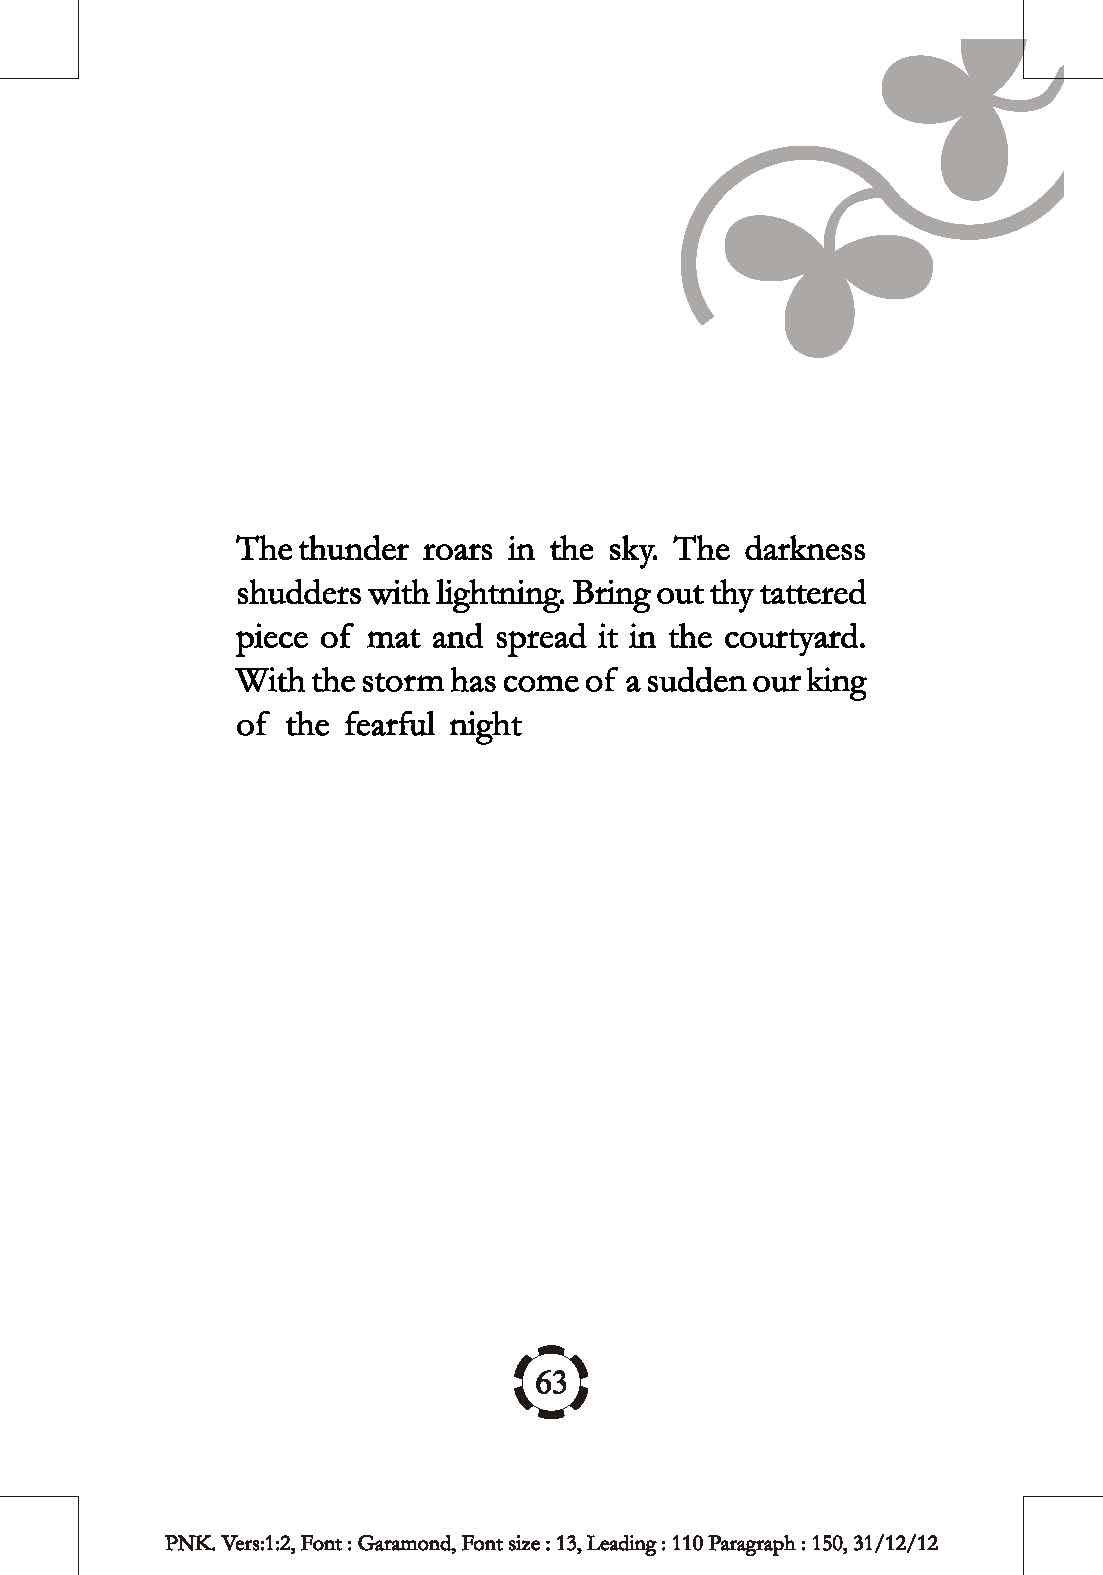 The thunder roars in the sky. The darkness
shudders with lightning. Bring out thy tattered
piece of mat and spread it in the courtyard.
With the storm has come of a sudden our king
of the fearful night
63
PNK. Vers:1:2, Font : Garamond, Font size : 13, Leading : 110 Paragraph : 150, 31/12/12